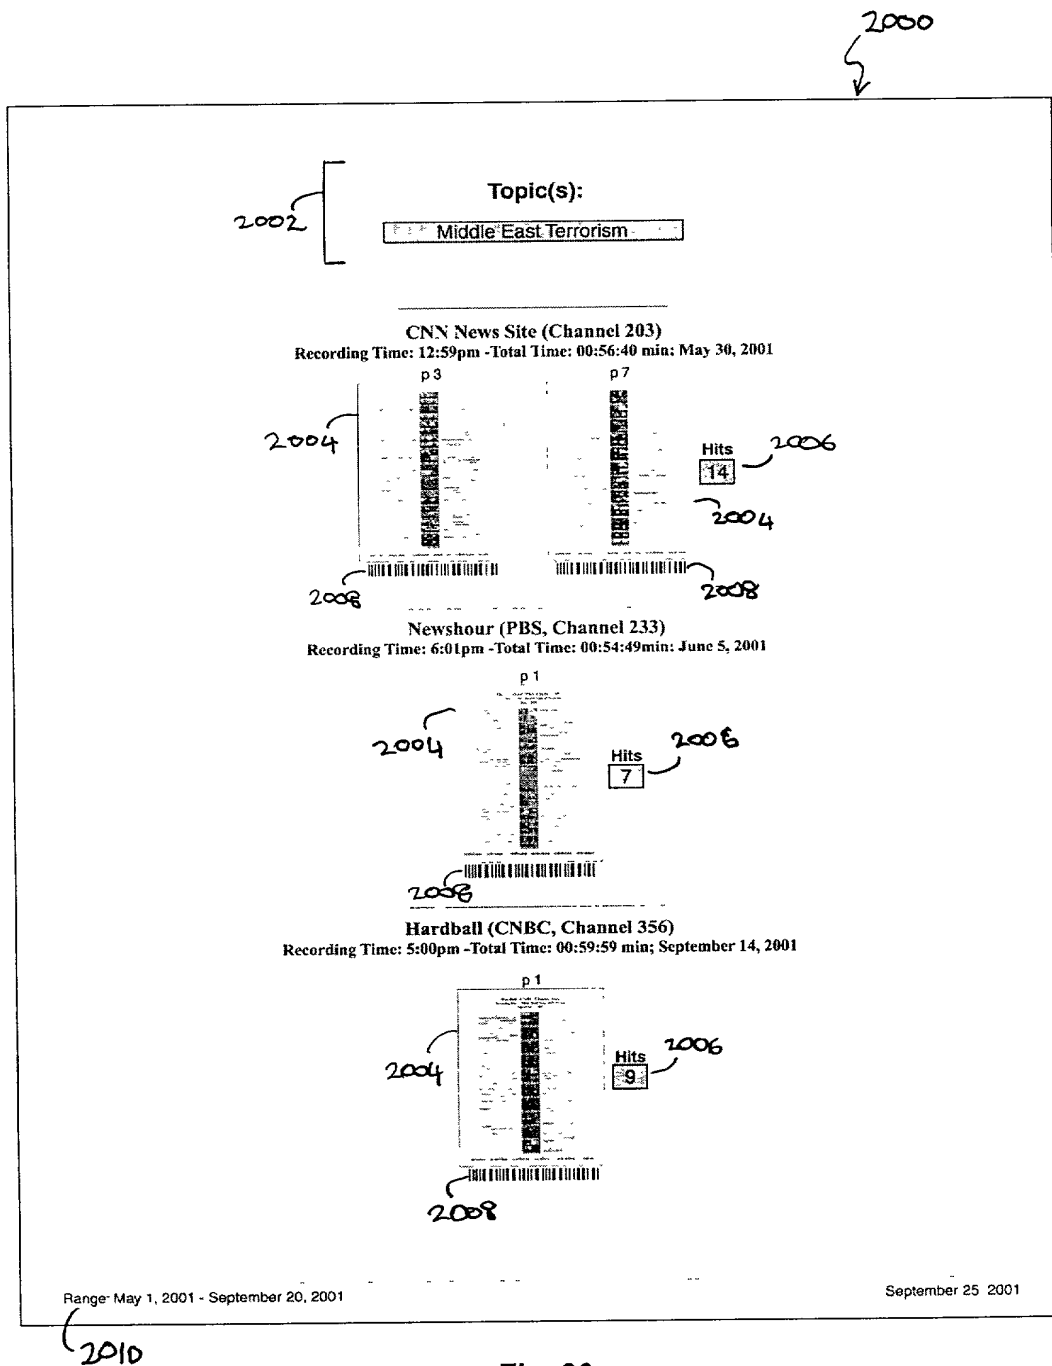 2000
Topic(s):
2002
Middle East Terrorism
CNN News Site (Channel 203)
Recording Time: 12:59pm -Total Time: 00:56:40 min; May 30, 2001
p 3
p 7
2004
Hits
2006
14
2004
2008
2008
Newshour (PBS, Channel 233)
Recording Time: 6:01pm -Total Time: 00:54:49min; June 5, 2001
p 1
2004
Hits
2006
7
2008
Hardball (CNBC, Channel 356)
Recording Time: 5:00pm -Total Time: 00:59:59 min; September 14, 2001
p 1
2004
Hits
2006
9
2008
Range- May 1, 2001 - September 20, 2001
September 25 2001
2010